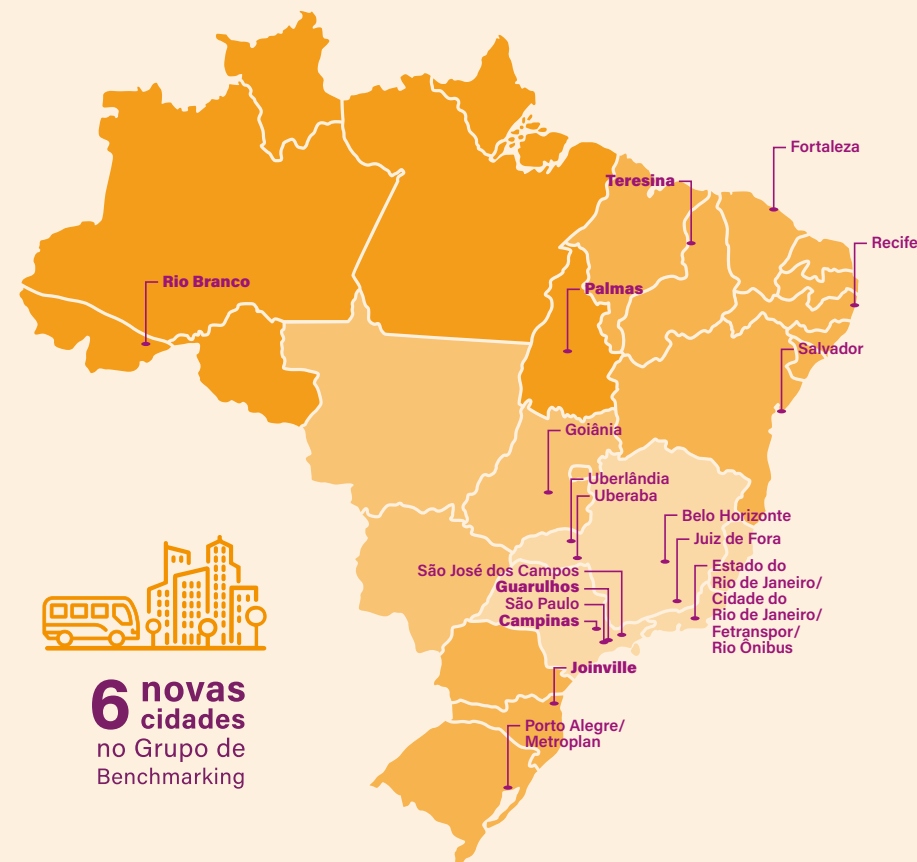 Fortaleza
Teresina
Recife
Rio Branco
Palmas
Salvador
Goiânia
Uberlândia
Uberaba
Belo Horizonte
Juiz de Fora
São José dos Campos
Guarulhos
São Paulo
Campinas
Estado do
Rio de Janeiro/
Cidade do
Rio de Janeiro/
Fetranspor/
Rio Ônibus
Joinville
Porto Alegre/
Metroplan
6 novas
cidades
no Grupo de
Benchmarking